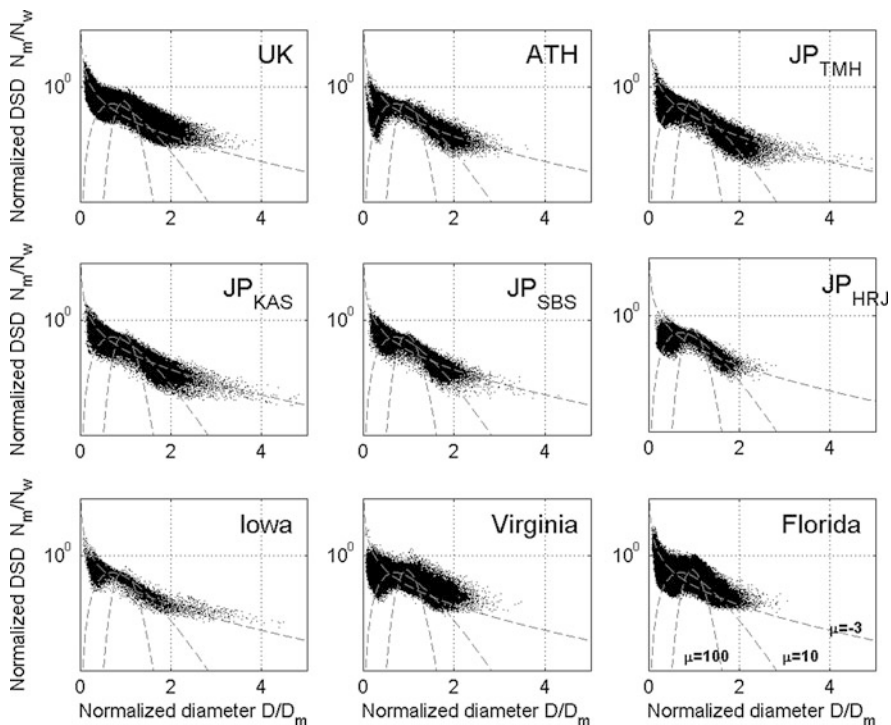 Normalized DSD N_m/N_w
10^0
UK
0 2 4
ATH
0 2 4
10^0
JP_TMH
0 2 4
Normalized DSD N_m/N_w
10^0
JP_KAS
0 2 4
10^0
JP_SBS
0 2 4
10^0
JP_HRJ
0 2 4
Normalized DSD N_m/N_w
10^0
Iowa
0 2 4
Normalized diameter D/D_m
10^0
Virginia
0 2 4
Normalized diameter D/D_m
10^0
Florida
μ=-3
μ=100
μ=10
0 2 4
Normalized diameter D/D_m